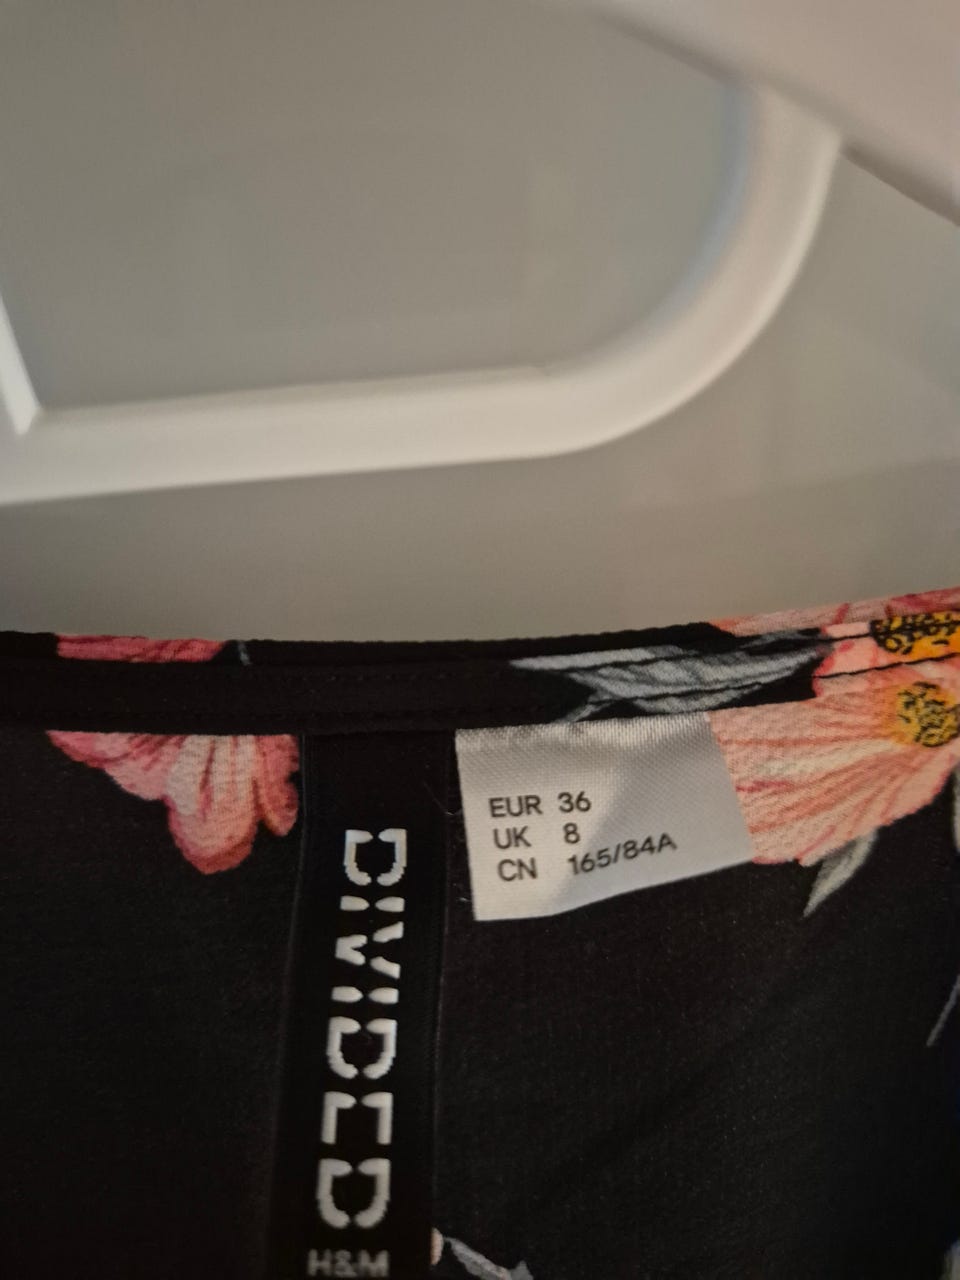 EUR 36
UK 8
CN 165/84A
DIVIDED
H&M